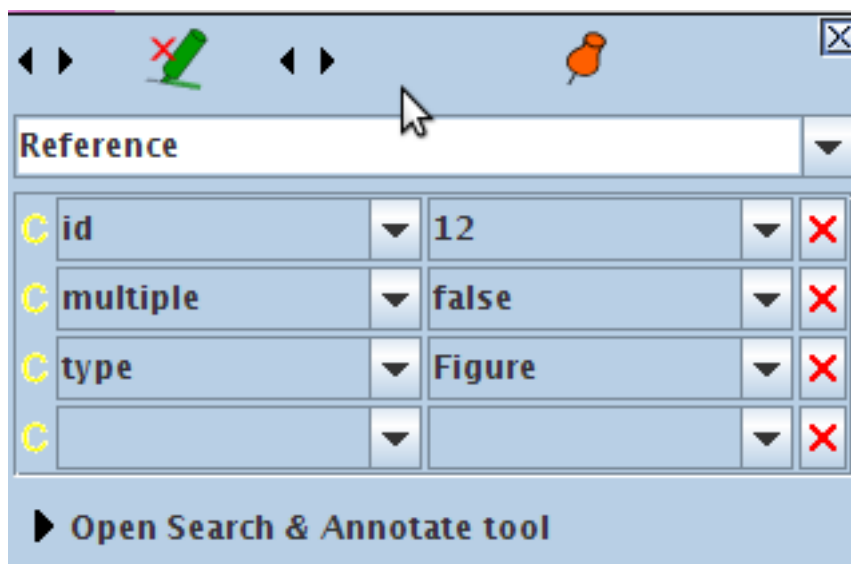 Reference
C id 12
C multiple false
C type Figure
C
Open Search & Annotate tool